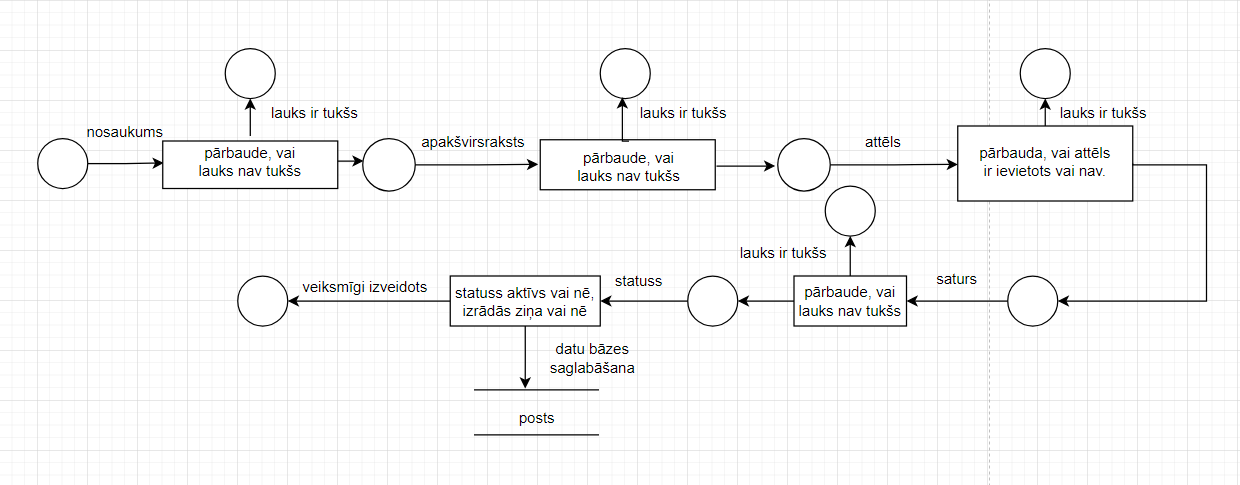 nosaukums
lauks ir tukšs
pārbaude, vai
lauks nav tukšs
apakšvirsraksts
lauks ir tukšs
pārbaude, vai
lauks nav tukšs
attēls
lauks ir tukšs
pārbauda, vai attēls
ir ievietots vai nav.
saturs
lauks ir tukšs
pārbaude, vai
lauks nav tukšs
statuss
statuss aktīvs vai nē,
izrādās ziņa vai nē
veiksmīgi izveidots
datu bāzes
saglabāšana
posts